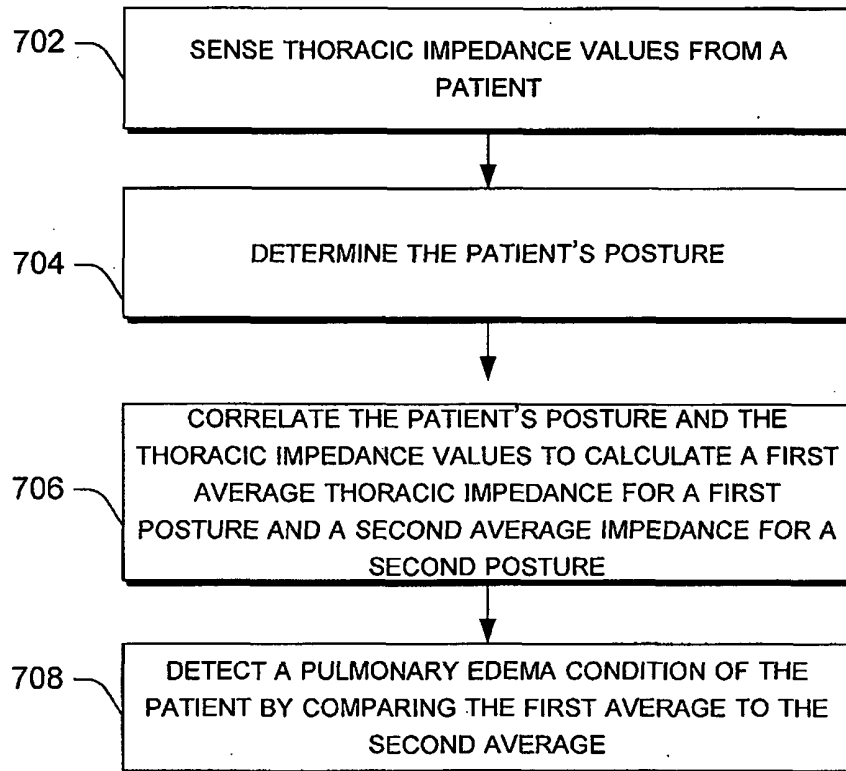 702
SENSE THORACIC IMPEDANCE VALUES FROM A
PATIENT
704
DETERMINE THE PATIENT'S POSTURE
706
CORRELATE THE PATIENT'S POSTURE AND THE
THORACIC IMPEDANCE VALUES TO CALCULATE A FIRST
AVERAGE THORACIC IMPEDANCE FOR A FIRST
POSTURE AND A SECOND AVERAGE IMPEDANCE FOR A
SECOND POSTURE
708
DETECT A PULMONARY EDEMA CONDITION OF THE
PATIENT BY COMPARING THE FIRST AVERAGE TO THE
SECOND AVERAGE